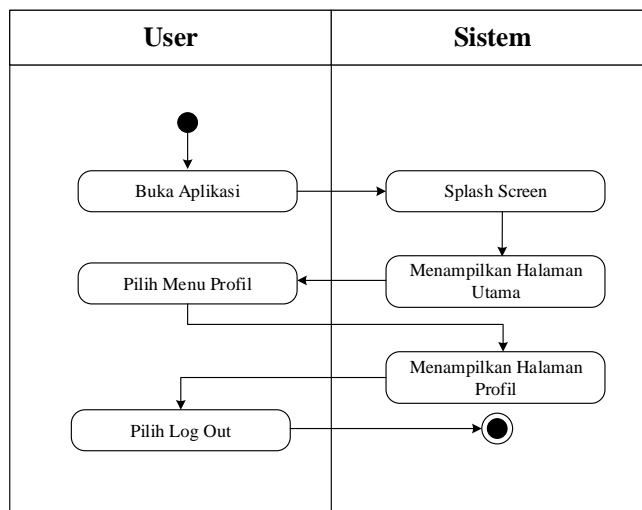 User
Sistem
Buka Aplikasi
Splash Screen
Menampilkan Halaman
Utama
Pilih Menu Profil
Menampilkan Halaman
Profil
Pilih Log Out